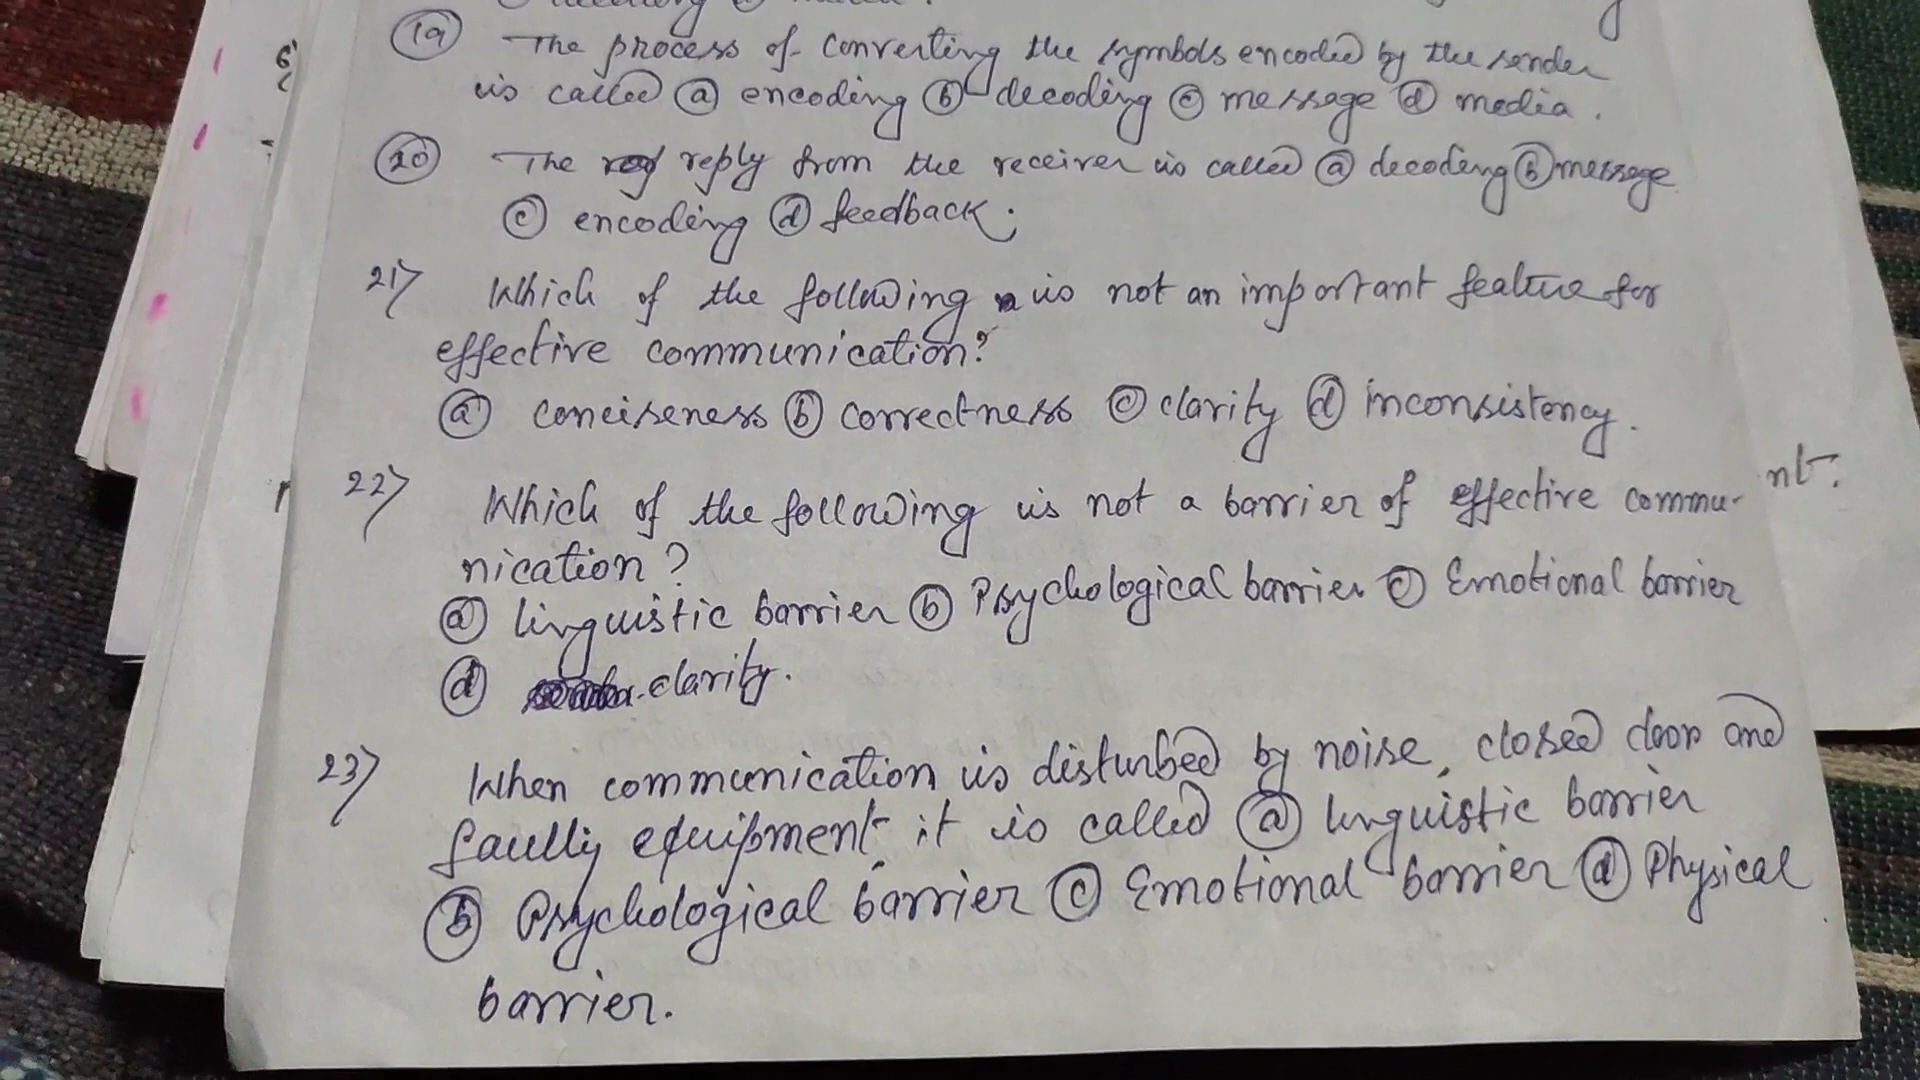 (19) The process of converting the symbols encoded by the sender
is called (a) encoding (b) decoding (c) message (d) media.
(20) The reply from the receiver is called (a) decoding (b) message
(c) encoding (d) feedback.
21) Which of the following is not an important feature for
effective communication?
(a) conciseness (b) correctness (c) clarity (d) inconsistency.
22) Which of the following is not a barrier of effective commu-
nication?
(a) linguistic barrier (b) Psychological barrier (c) Emotional barrier
(d) clarity.
23) When communication is disturbed by noise, closed door and
faulty equipment, it is called (a) linguistic barrier
(b) Psychological barrier (c) Emotional barrier (d) Physical
barrier.
nt.